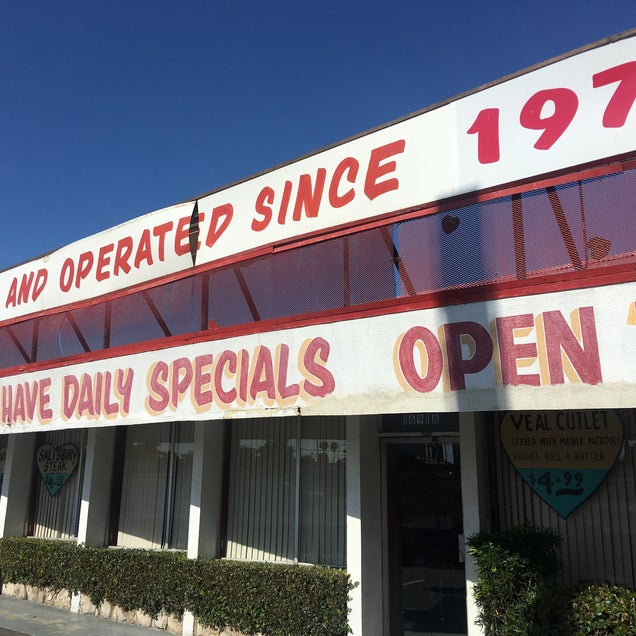 AND OPERATED SINCE 197
HAVE DAILY SPECIALS OPEN
16918
SALISBURY
STEAK
VEAL CUTLET
SERVED WITH MASHED POTATOES
VEGGIES ROLL & BUTTER
$4.99